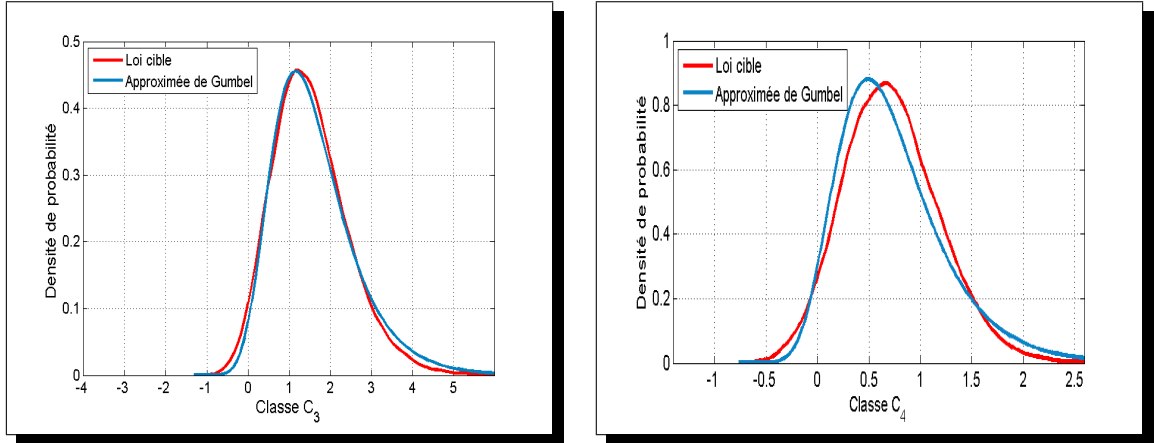 Loi cible
Approximée de Gumbel
Densité de probabilité
0.5
0.4
0.3
0.2
0.1
0
-4 -3 -2 -1 0 1 2 3 4 5
Classe C3
Loi cible
Approximée de Gumbel
Densité de probabilité
1
0.8
0.6
0.4
0.2
0
-1 -0.5 0 0.5 1 1.5 2 2.5
Classe C4